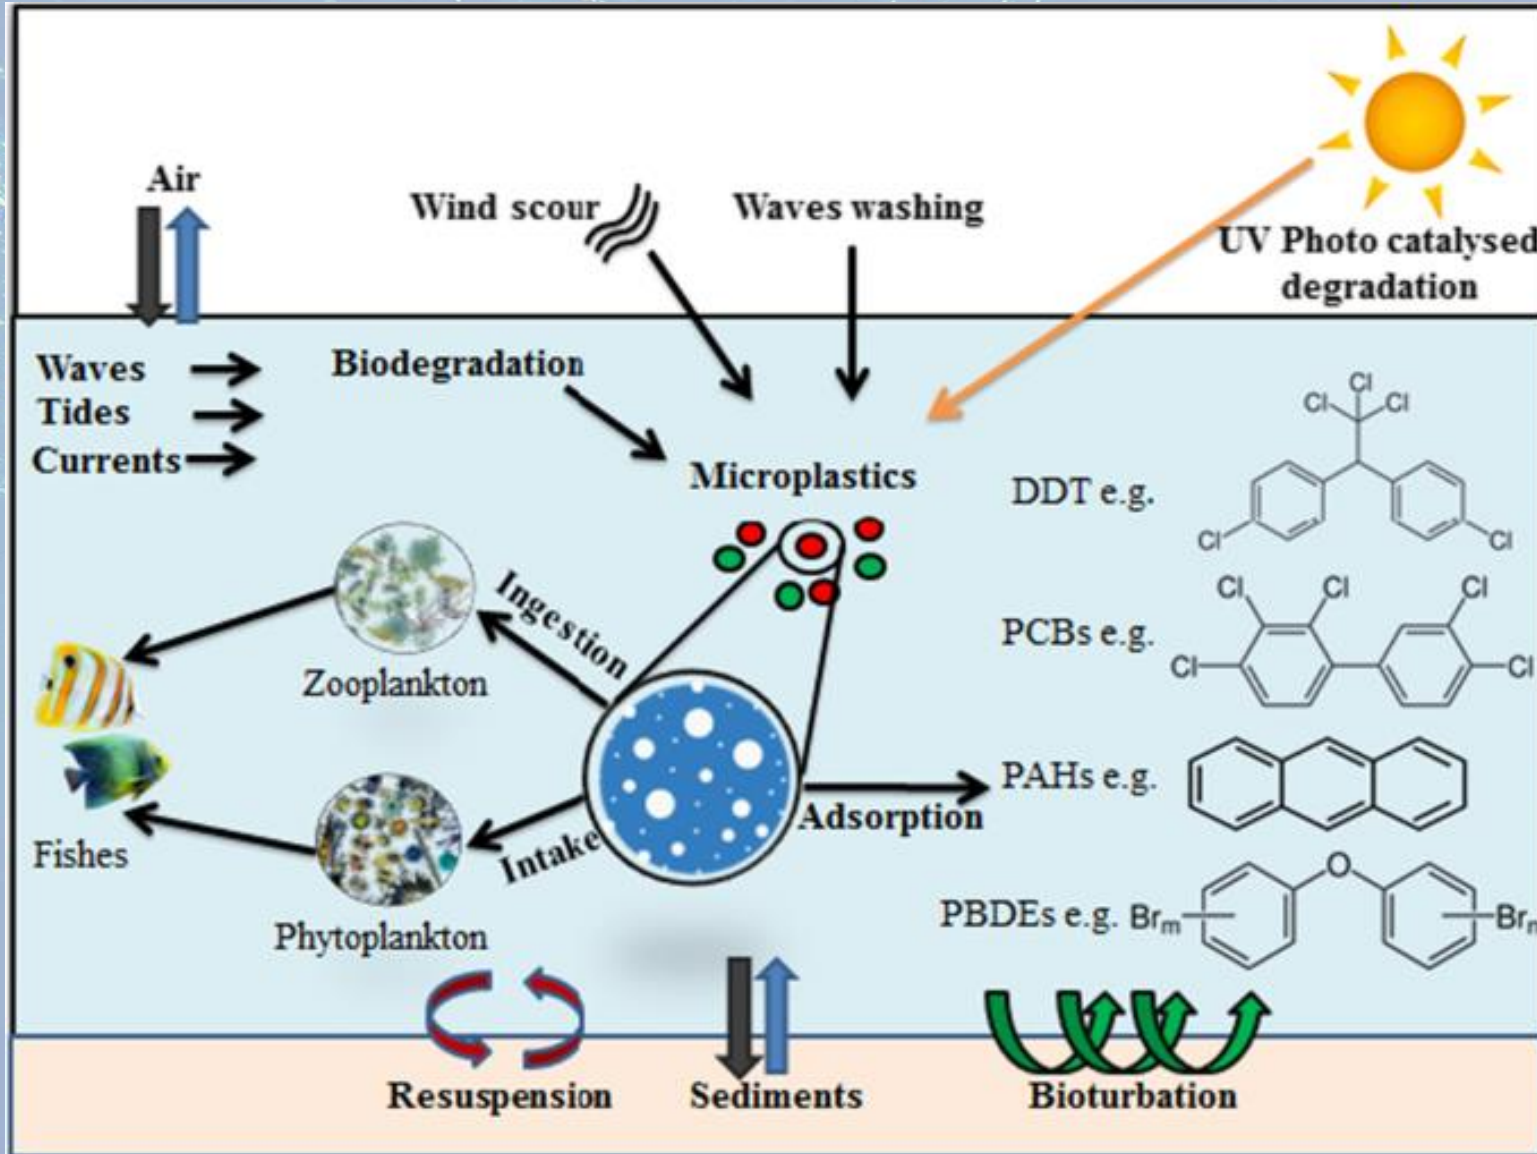 Air
Wind scour
Waves washing
UV Photo catalysed
degradation
Waves
Tides
Currents
Biodegradation
Microplastics
Ingestion
Zooplankton
Fishes
Intake
Phytoplankton
Adsorption
DDT e.g.
Cl
Cl
Cl
Cl
Cl
PCBs e.g.
Cl
Cl
Cl
Cl
Cl
PAHs e.g.
PBDEs e.g.
O
Brm
Brn
Resuspension
Sediments
Bioturbation